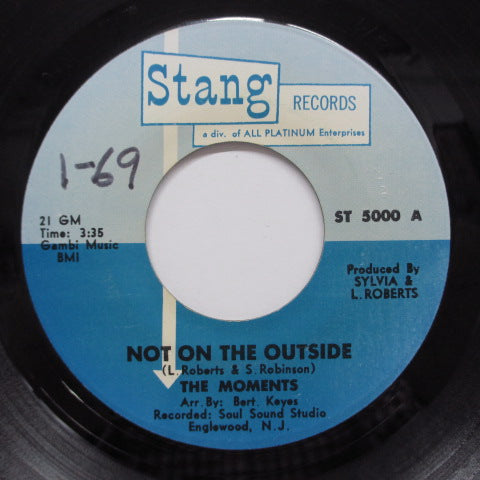 Stang
RECORDS
a div. of ALL PLATINUM Enterprises
1-69
21 GM
Time: 3:35
Gambi Music
BMI
ST 5000 A
Produced By
SYLVIA &
L. ROBERTS
NOT ON THE OUTSIDE
(L. Roberts & S. Robinson)
THE MOMENTS
Arr. By: Bert. Keyes
Recorded: Soul Sound Studio
Englewood, N.J.